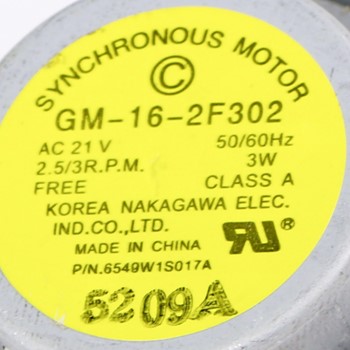 SYNCHRONOUS MOTOR
©
GM-16-2F302
AC 21 V 50/60Hz
2.5/3R.P.M. 3W
FREE CLASS A
KOREA NAKAGAWA ELEC.
IND.CO.,LTD.
MADE IN CHINA
P/N.6549W1S017A
5209A